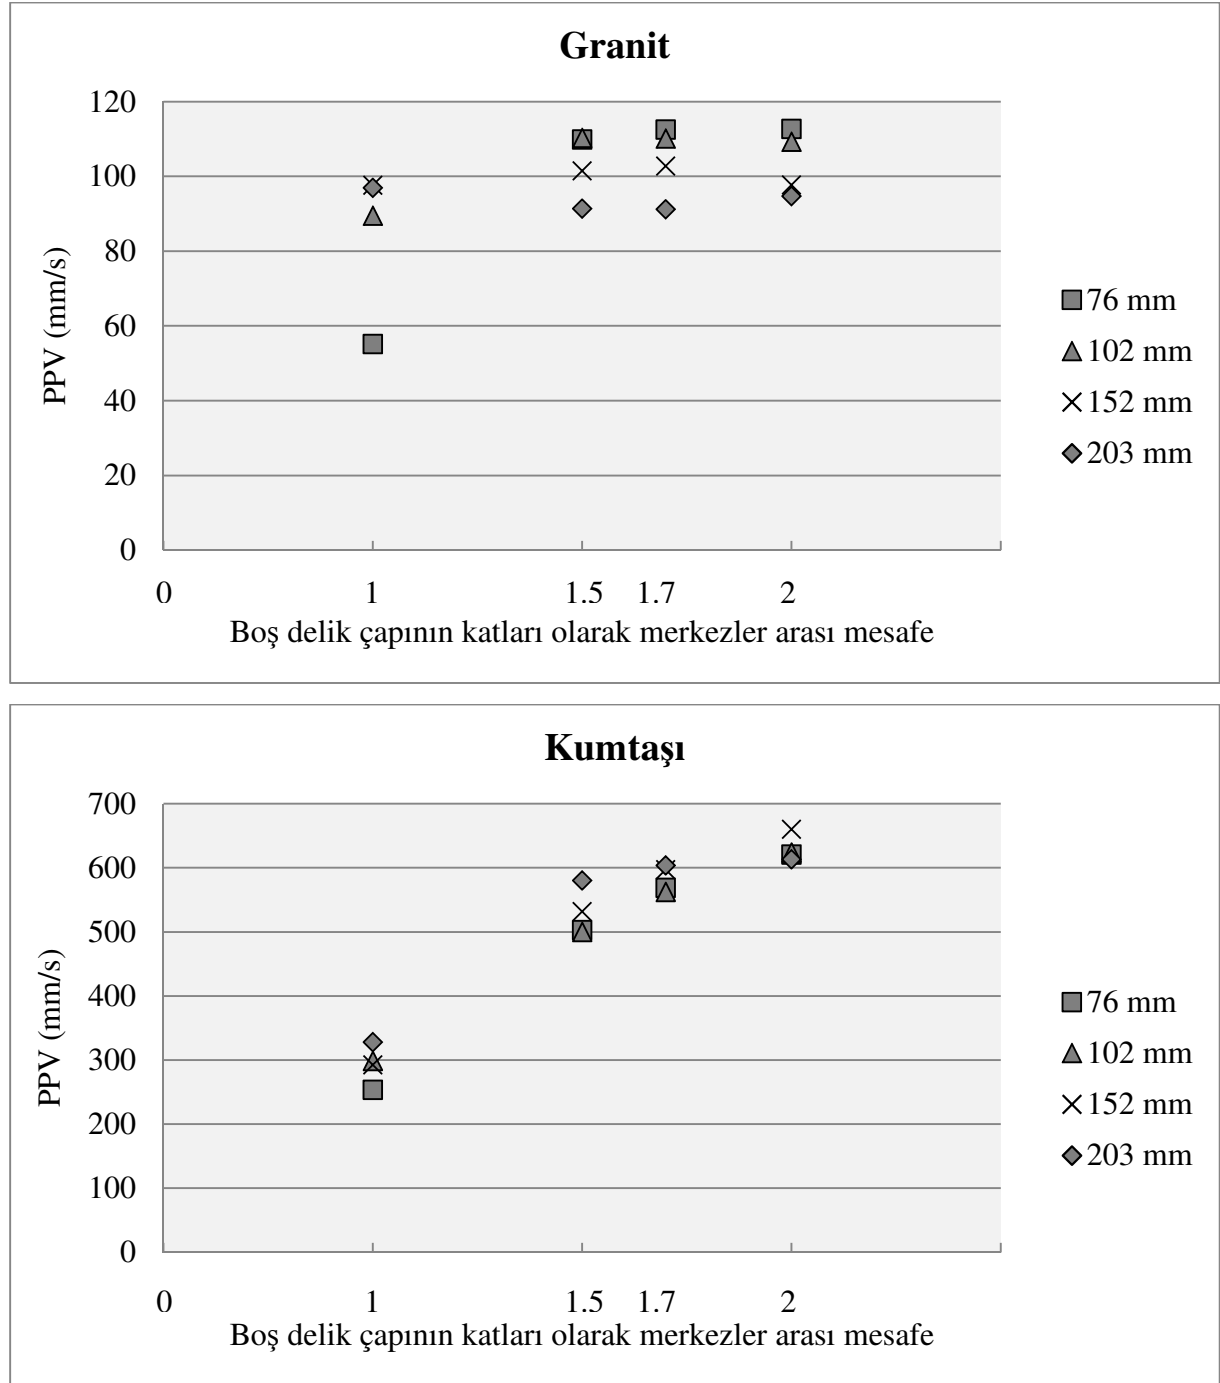 Granit
120
100
80
60
40
20
0
PPV (mm/s)
0 1 1.5 1.7 2
Boş delik çapının katları olarak merkezler arası mesafe
76 mm
102 mm
152 mm
203 mm
Kumtaşı
700
600
500
400
300
200
100
0
PPV (mm/s)
0 1 1.5 1.7 2
Boş delik çapının katları olarak merkezler arası mesafe
76 mm
102 mm
152 mm
203 mm